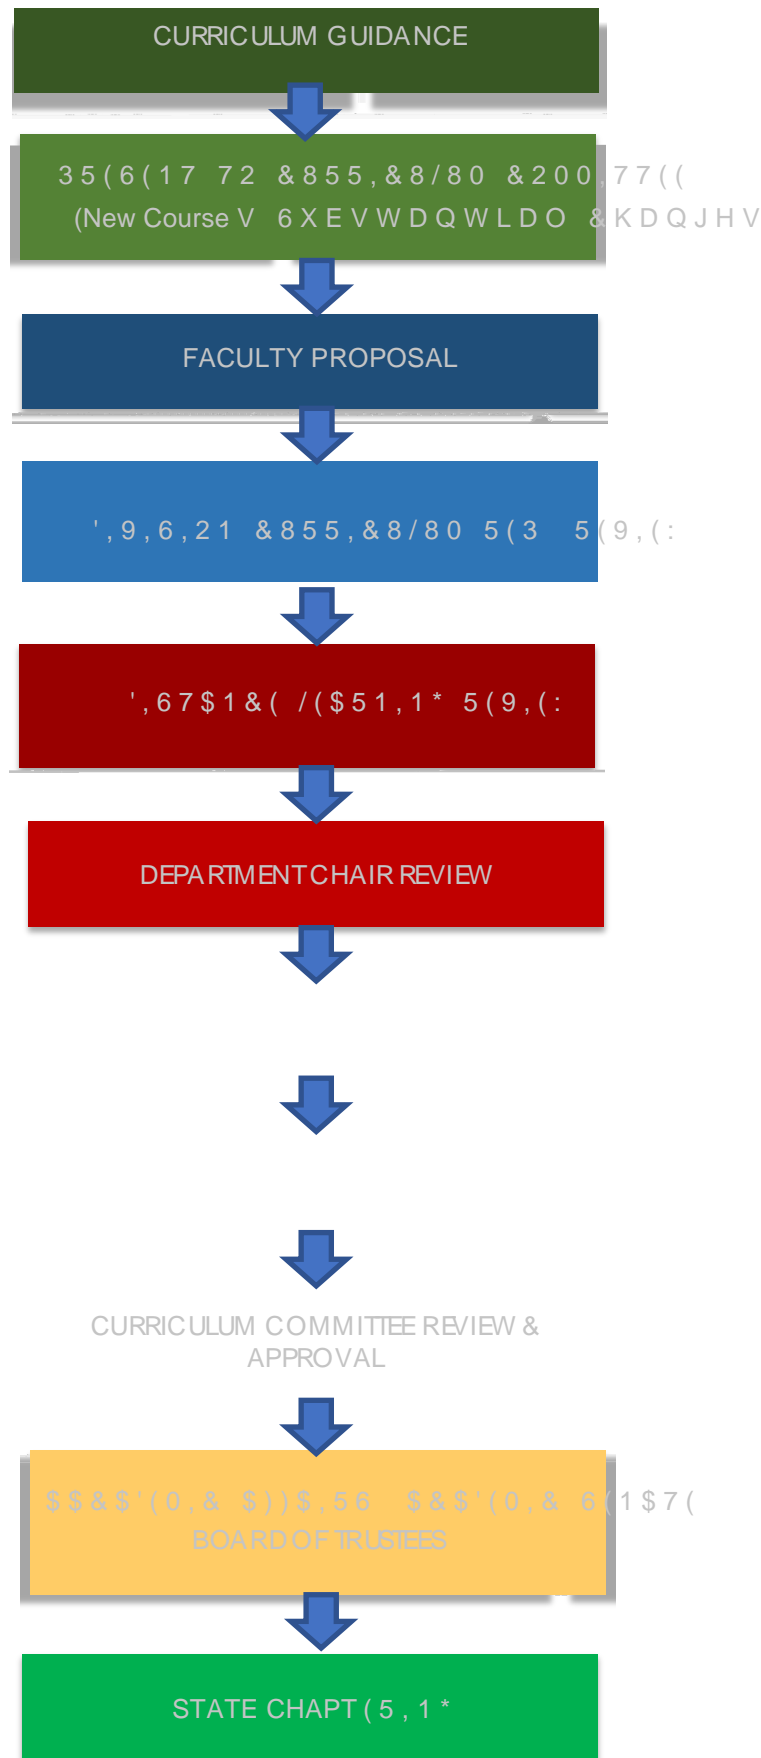 CURRICULUM GUIDANCE
35(6(17 72 &855,&8/80 &200,77((
(New Course V 6XEVWDQWLDO &KDQJHV
FACULTY PROPOSAL
',9,6,21 &855,&8/80 5(3 5(9,(:
',67$1&( /($51,1* 5(9,(:
DEPARTMENT CHAIR REVIEW
CURRICULUM COMMITTEE REVIEW &
APPROVAL
$$&$'(0,& $))$,56 $&$'(0,& 6(1$7(
BOARD OF TRUSTEES
STATE CHAPT(5,1*